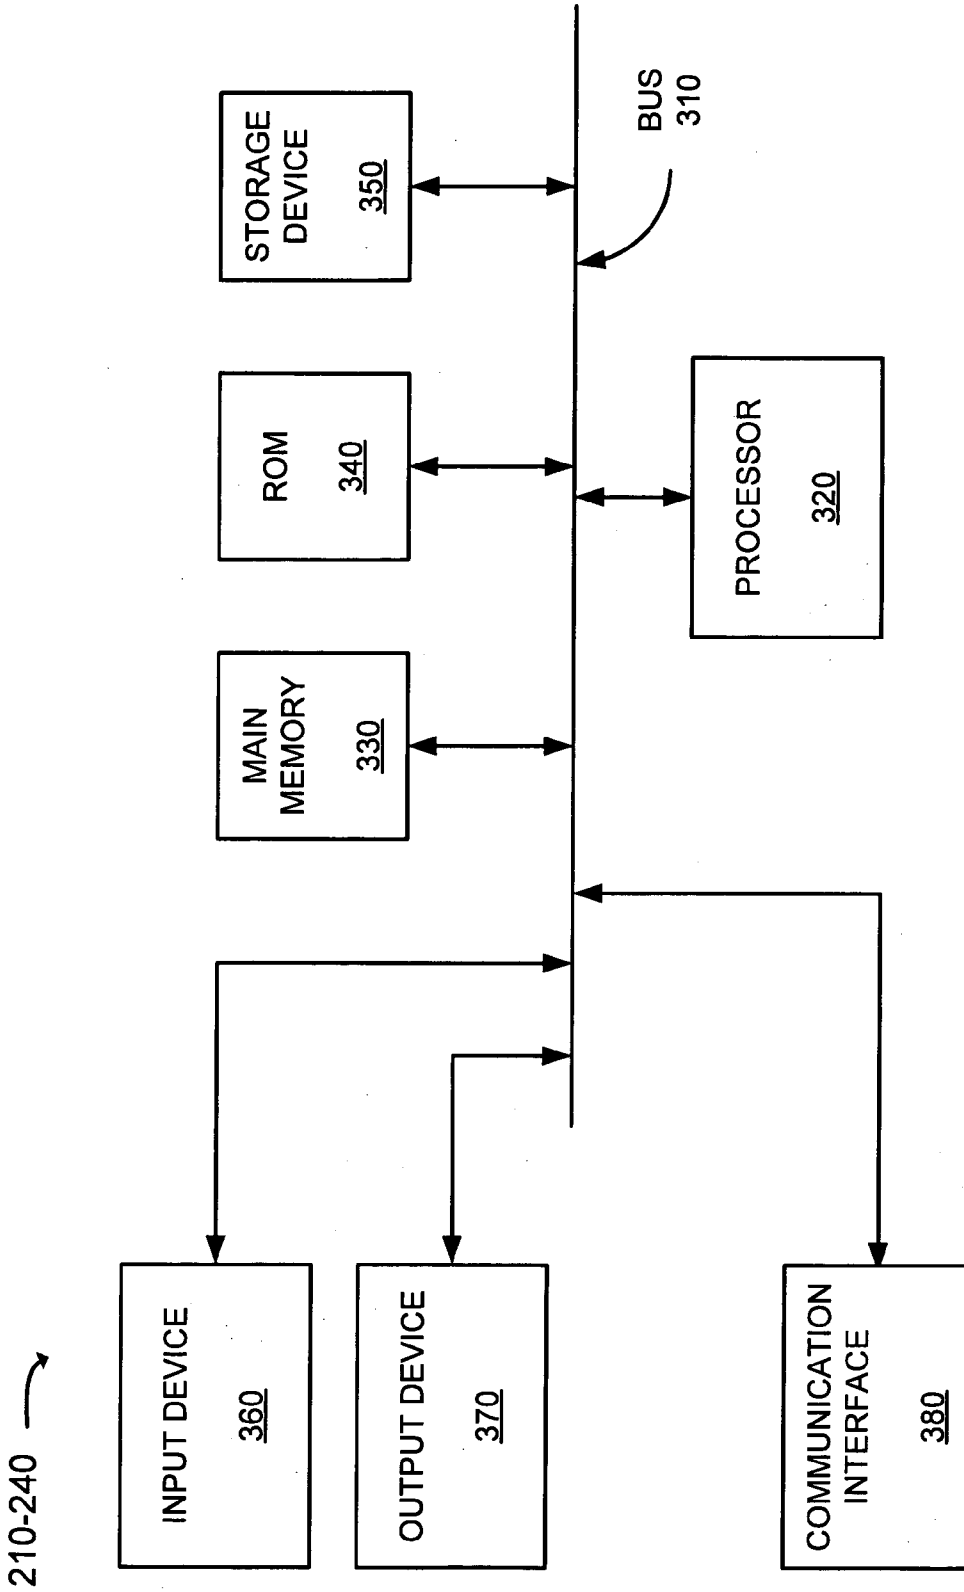 210-240
INPUT DEVICE
360
OUTPUT DEVICE
370
COMMUNICATION
INTERFACE
380
MAIN
MEMORY
330
ROM
340
STORAGE
DEVICE
350
PROCESSOR
320
BUS
310